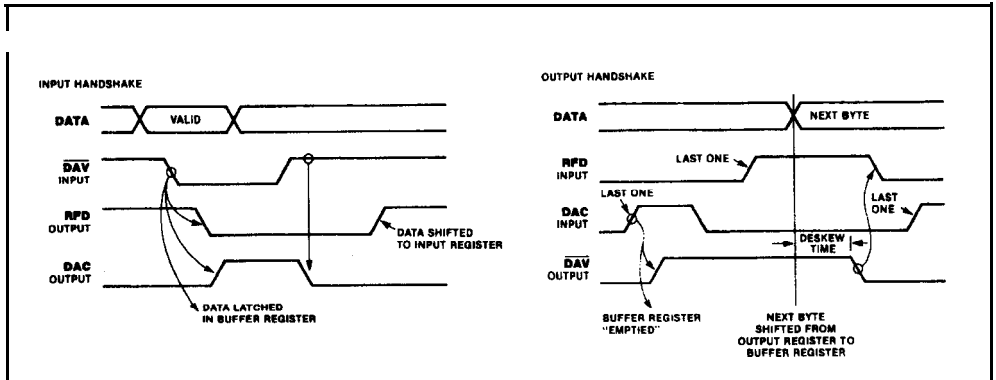 INPUT HANDSHAKE
DATA
VALID
DAV
INPUT
RFD
OUTPUT
DATA SHIFTED
TO INPUT REGISTER
DAC
OUTPUT
DATA LATCHED
IN BUFFER REGISTER
OUTPUT HANDSHAKE
DATA
NEXT BYTE
RFD
INPUT
LAST ONE
LAST ONE
DAC
INPUT
LAST
ONE
DESKEW
TIME
DAV
OUTPUT
BUFFER REGISTER
"EMPTIED"
NEXT BYTE
SHIFTED FROM
OUTPUT REGISTER TO
BUFFER REGISTER